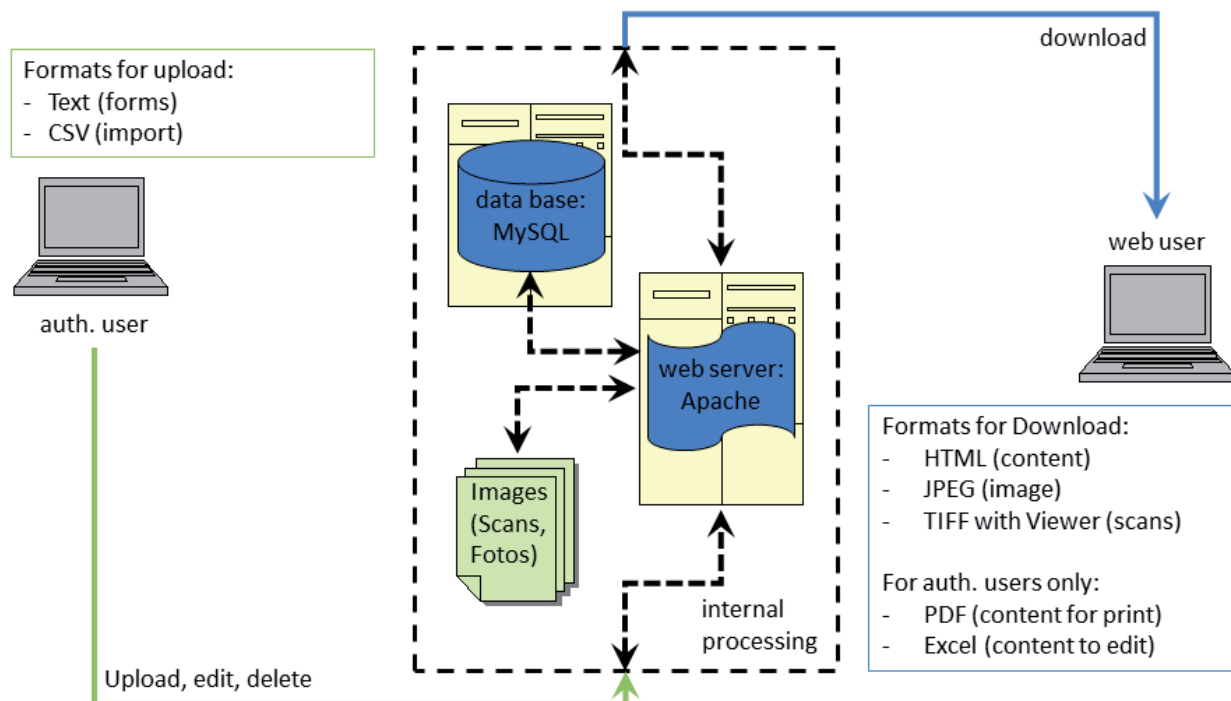 Formats for upload:
- Text (forms)
- CSV (import)
auth. user
Upload, edit, delete
data base:
MySQL
web server:
Apache
Images
(Scans,
Fotos)
internal
processing
download
web user
Formats for Download:
- HTML (content)
- JPEG (image)
- TIFF with Viewer (scans)
For auth. users only:
- PDF (content for print)
- Excel (content to edit)